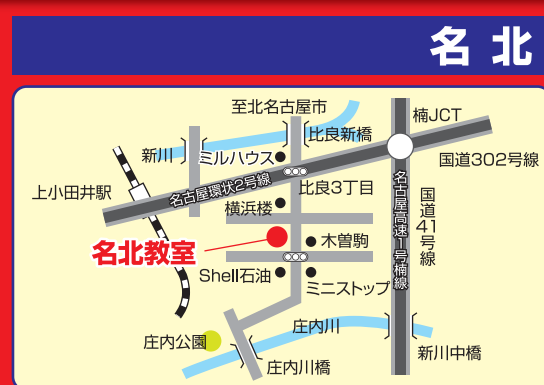 名北
至北名古屋市
楠JCT
比良新橋
新川
ミルハウス
国道302号線
上小田井駅
名古屋環状2号線
比良3丁目
横浜楼
名古屋高速1号楠線
国道41号線
名北教室
木曽駒
Shell石油
ミニストップ
庄内川
庄内公園
新川中橋
庄内川橋